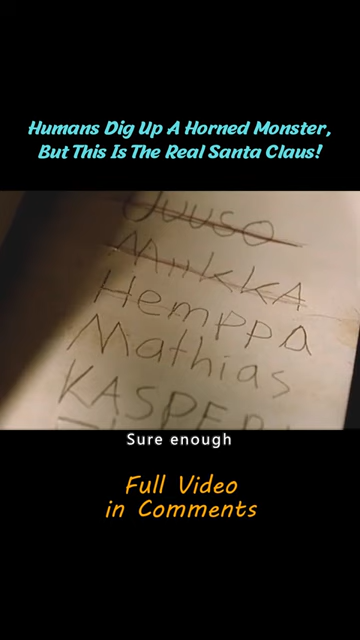 Humans Dig Up A Horned Monster,
But This Is The Real Santa Claus!
JUUSO
MiikkA
Hemppa
Mathias
KASPER
Sure enough
Full Video
in Comments